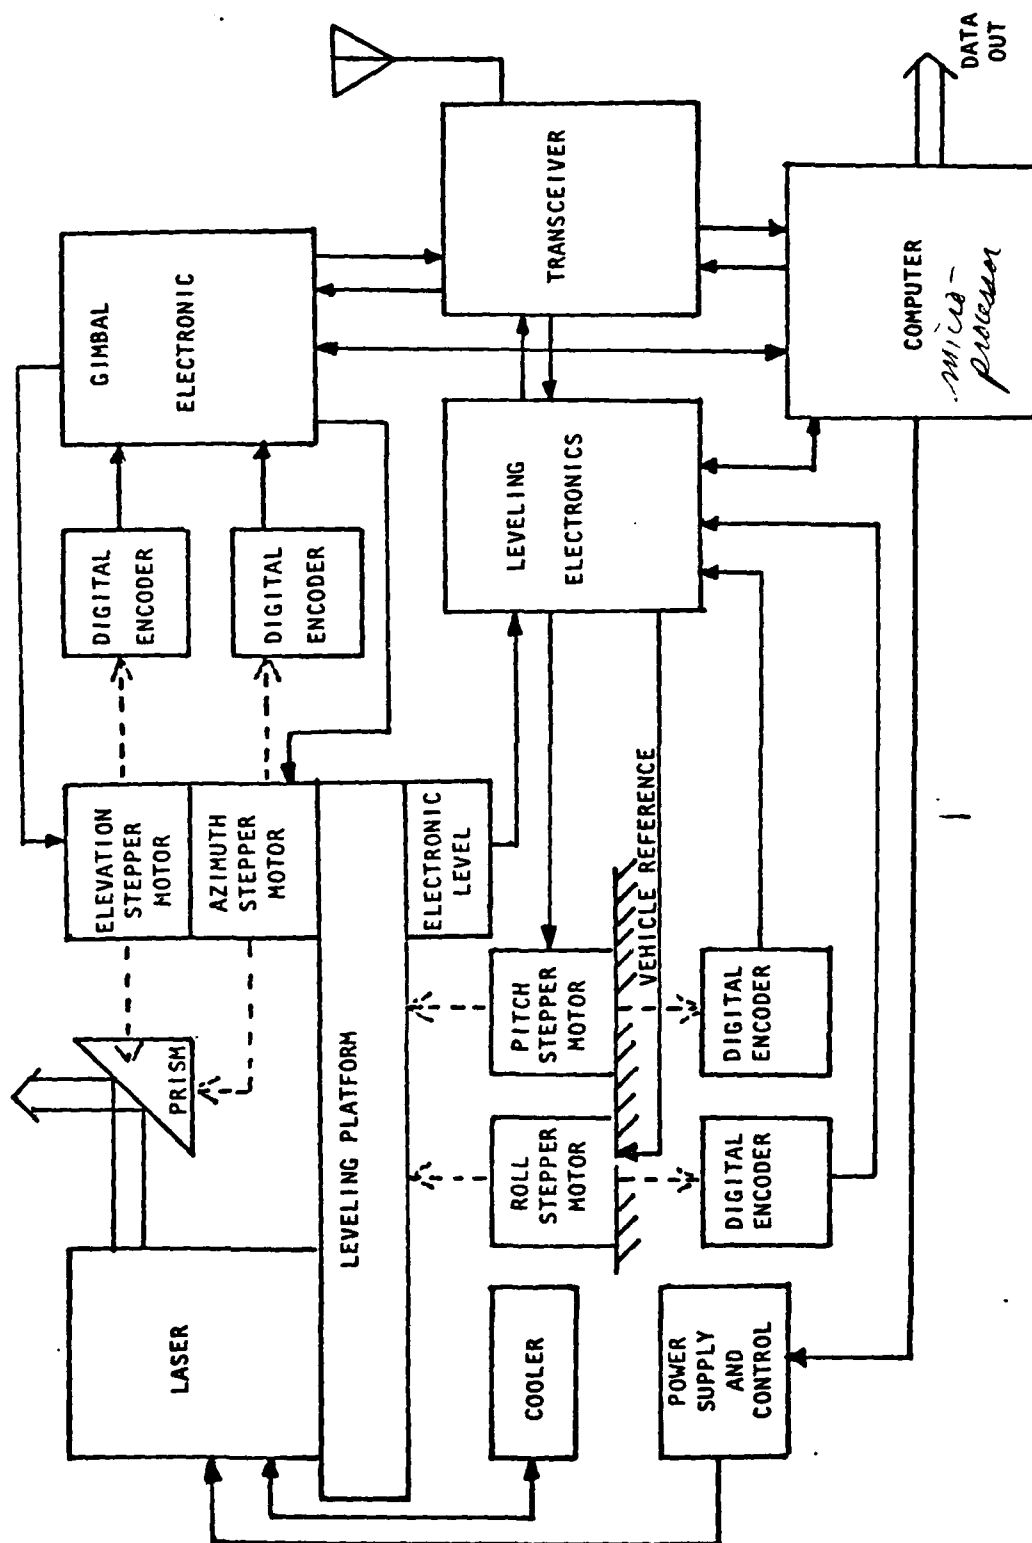 LASER
PRISM
ELEVATION
STEPPER
MOTOR
AZIMUTH
STEPPER
MOTOR
DIGITAL
ENCODER
DIGITAL
ENCODER
GIMBAL
ELECTRONIC
LEVELING PLATFORM
ELECTRONIC
LEVEL
COOLER
ROLL
STEPPER
MOTOR
PITCH
STEPPER
MOTOR
VEHICLE REFERENCE
LEVELING
ELECTRONICS
TRANSCEIVER
POWER
SUPPLY
AND
CONTROL
DIGITAL
ENCODER
DIGITAL
ENCODER
COMPUTER
micro-
processor
DATA
OUT